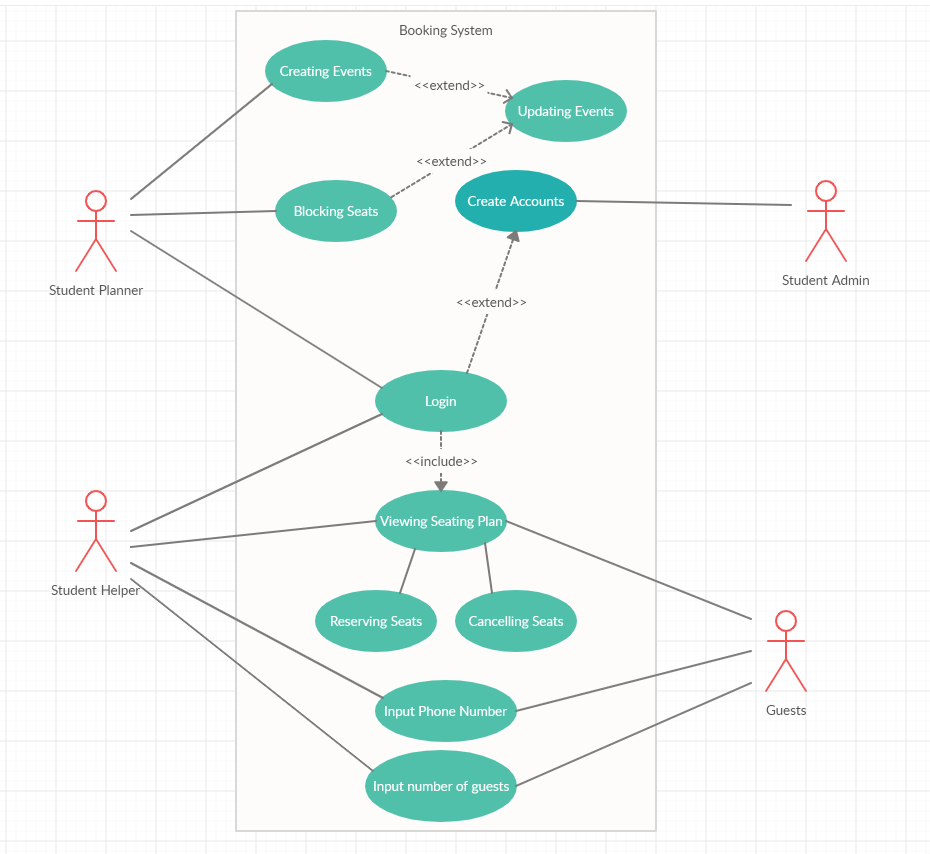 Booking System
Creating Events
<<extend>>
Updating Events
<<extend>>
Create Accounts
Blocking Seats
Student Planner
Student Admin
<<extend>>
Login
<<include>>
Viewing Seating Plan
Student Helper
Reserving Seats
Cancelling Seats
Input Phone Number
Guests
Input number of guests